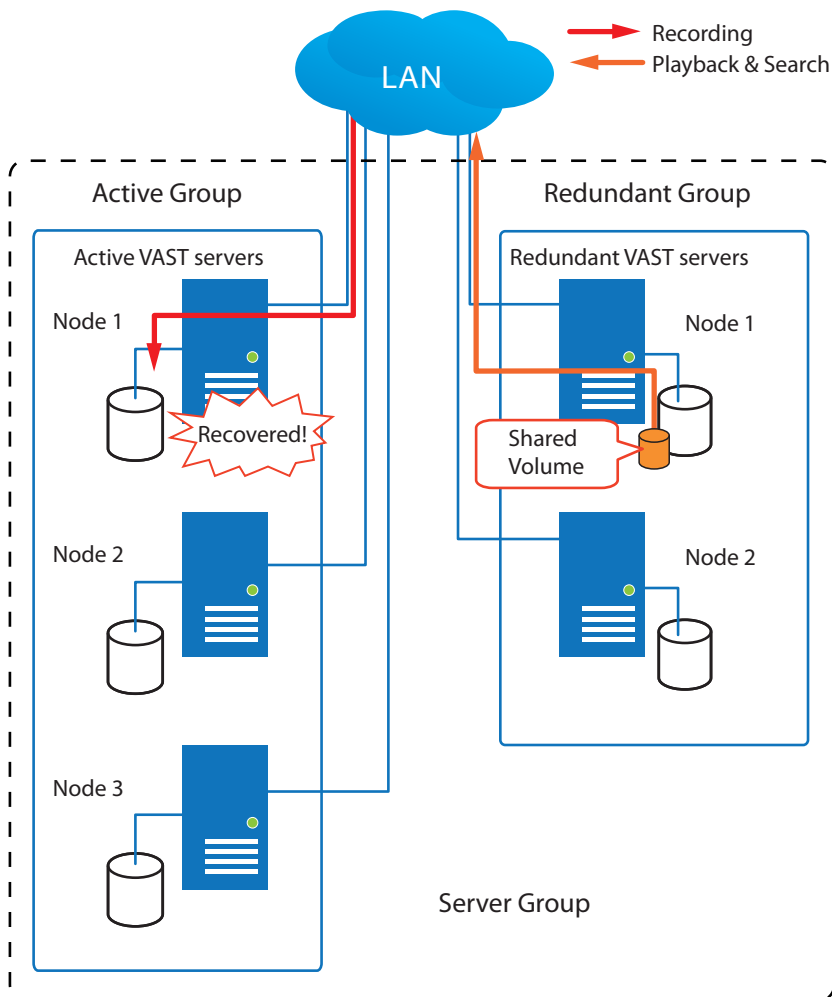 LAN
Recording
Playback & Search
Active Group
Redundant Group
Active VAST servers
Redundant VAST servers
Node 1
Node 1
Recovered!
Shared
Volume
Node 2
Node 2
Node 3
Server Group